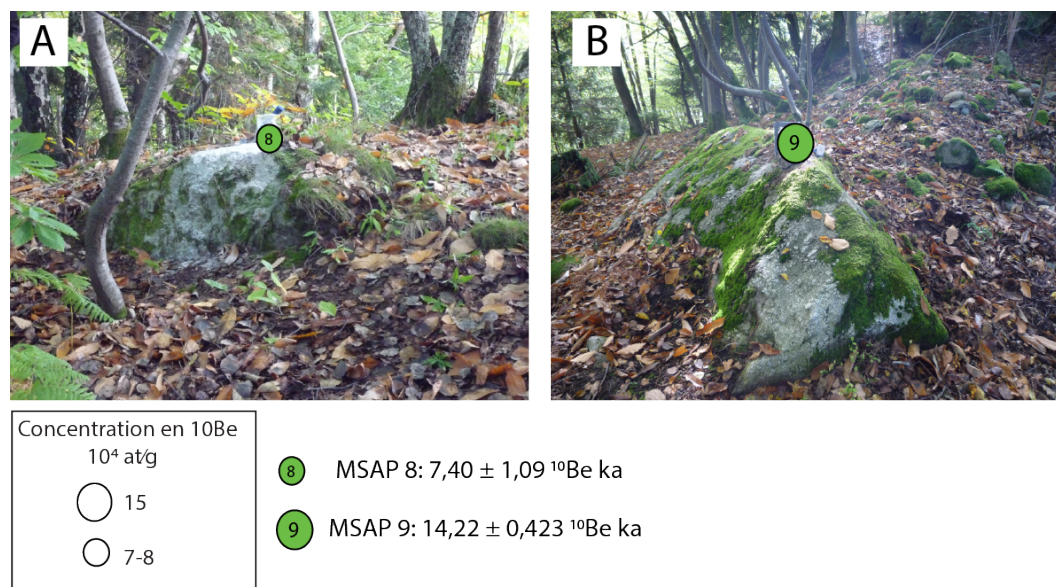 A
B
8
9
Concentration en 10Be
10⁴ at/g
15
7-8
8 MSAP 8: 7,40 ± 1,09 ¹⁰Be ka
9 MSAP 9: 14,22 ± 0,423 ¹⁰Be ka